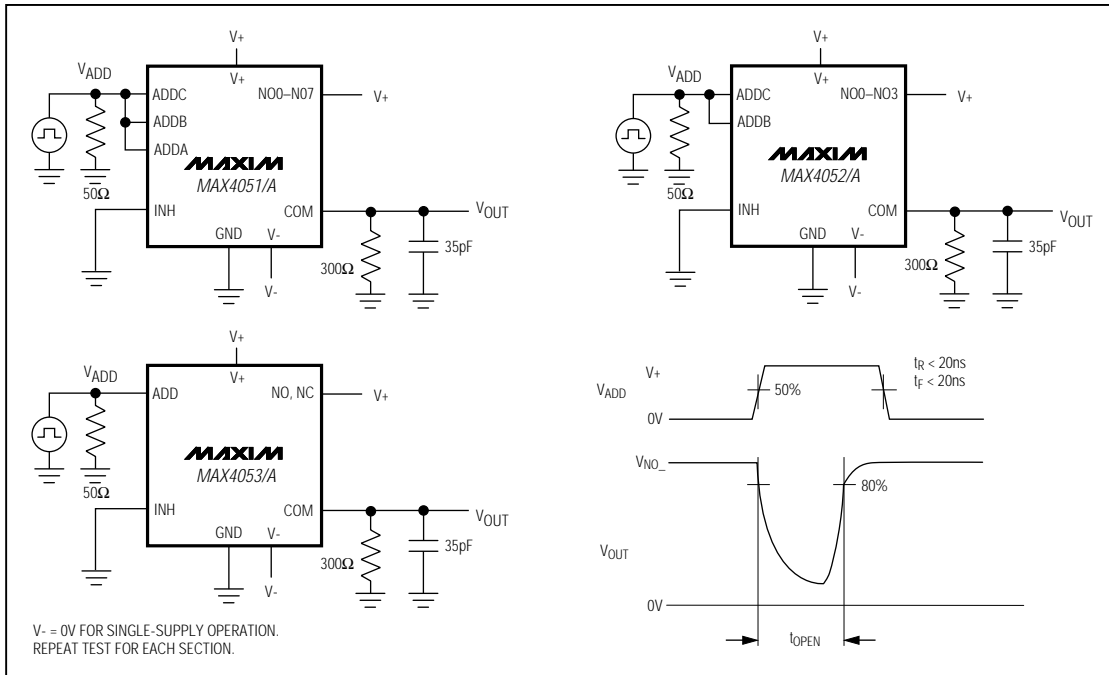 V+
V+
VADD
ADDC
ADDB
ADDA
NO0–N07
V+
MAXIM
MAX4051/A
50Ω
INH
COM
VOUT
GND
V-
300Ω
35pF
V-
V+
V+
VADD
ADDC
ADDB
NO0–NO3
V+
MAXIM
MAX4052/A
50Ω
INH
COM
VOUT
GND
V-
300Ω
35pF
V-
V+
V+
VADD
ADD
NO, NC
V+
MAXIM
MAX4053/A
50Ω
INH
COM
VOUT
GND
V-
300Ω
35pF
V-
V- = 0V FOR SINGLE-SUPPLY OPERATION.
REPEAT TEST FOR EACH SECTION.
tR < 20ns
tF < 20ns
V+
VADD
50%
0V
VNO_
80%
VOUT
0V
tOPEN